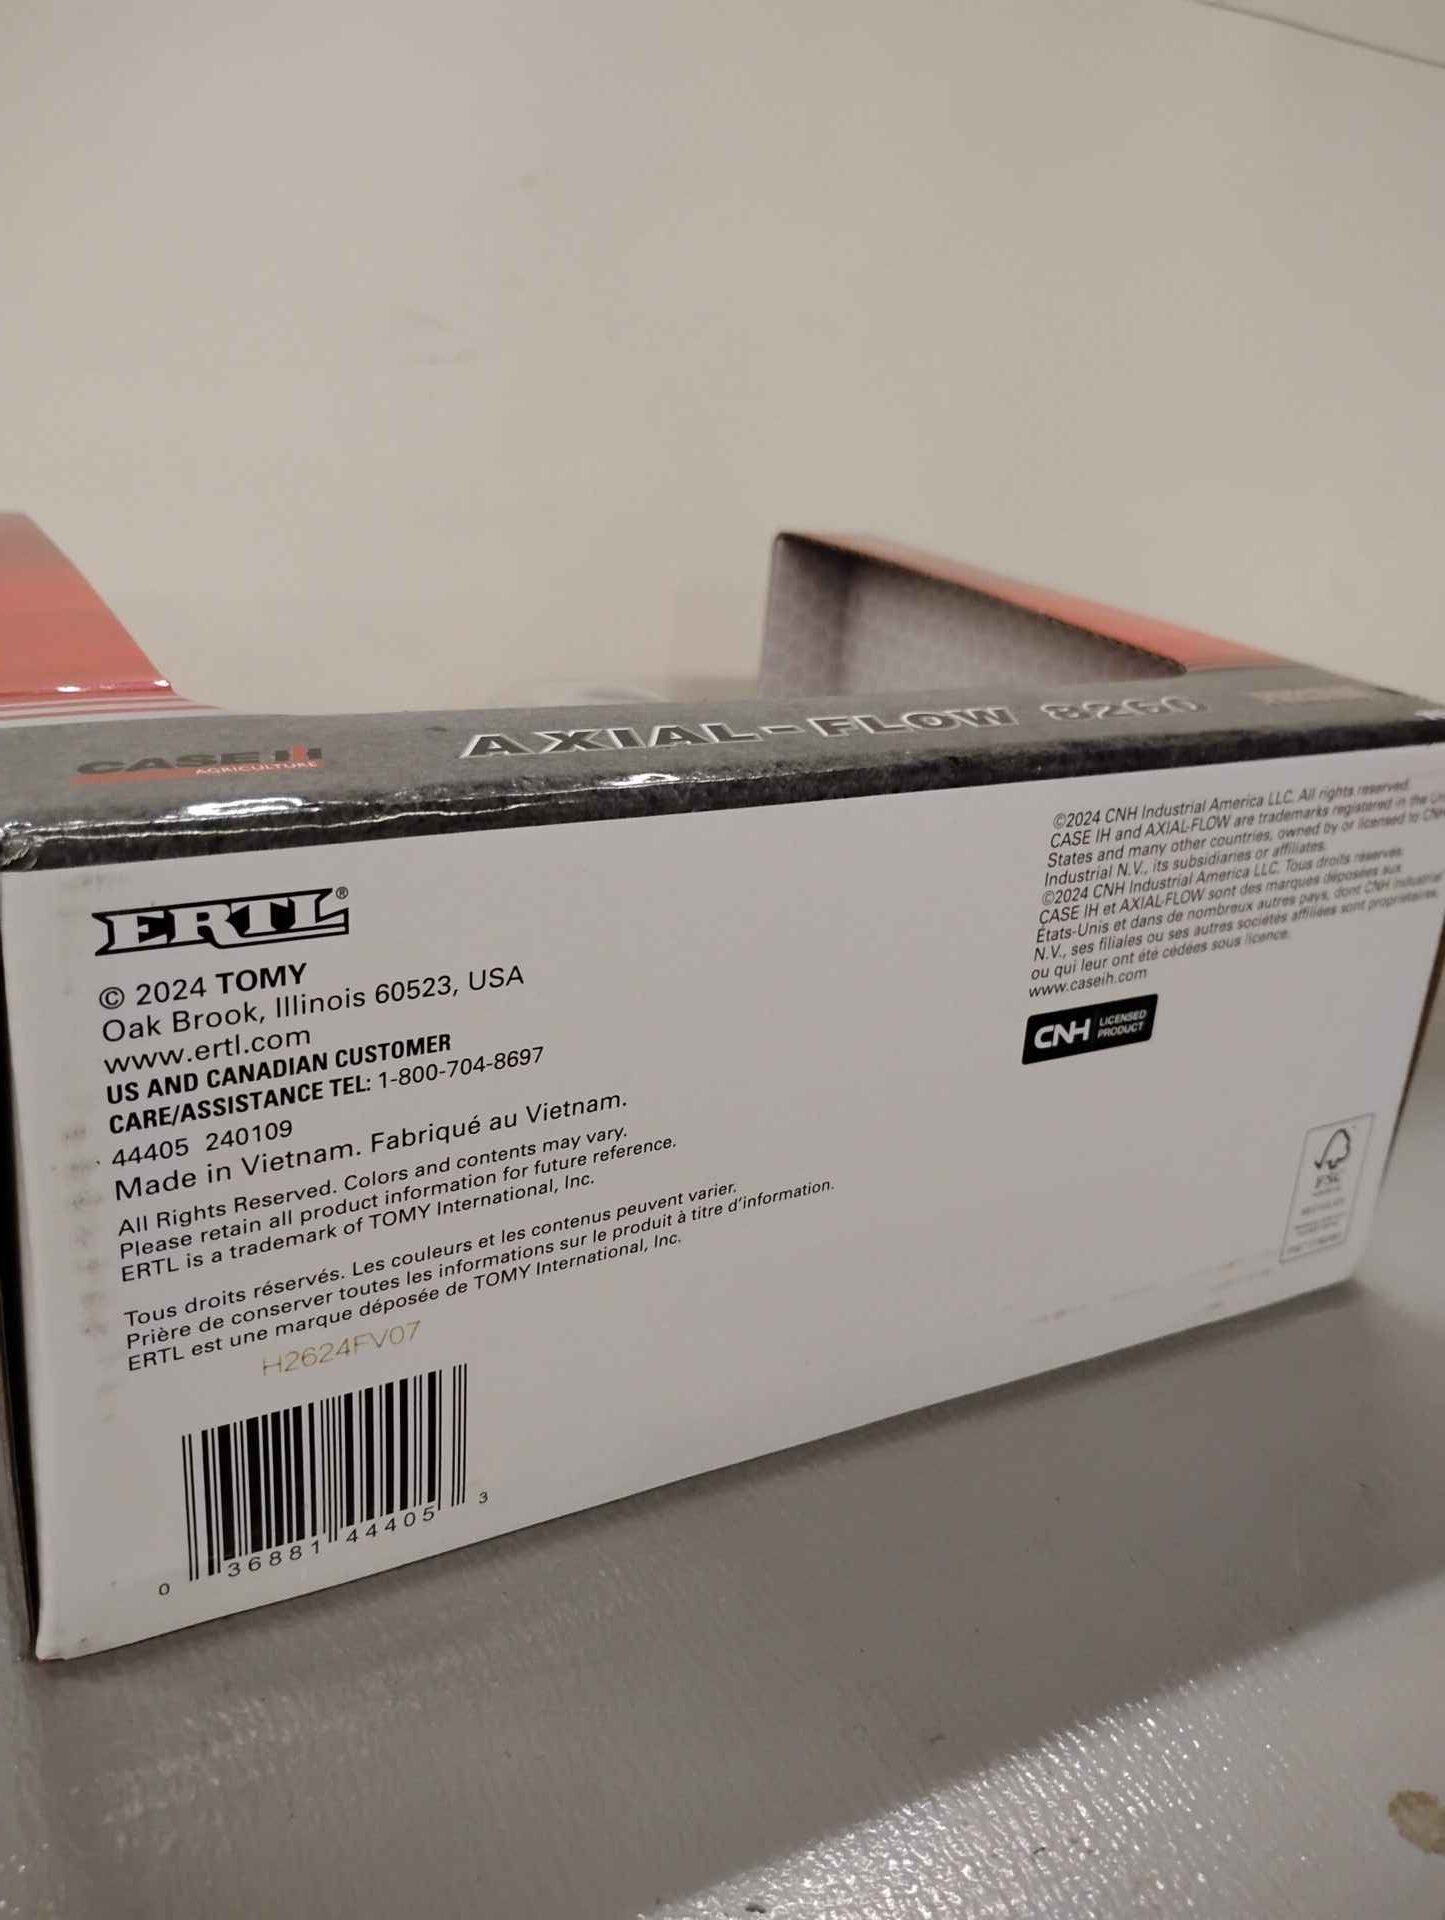 CASE IH
AGRICULTURE
AXIAL-FLOW 8260
ERTL®
© 2024 TOMY
Oak Brook, Illinois 60523, USA
www.ertl.com
US AND CANADIAN CUSTOMER
CARE/ASSISTANCE TEL: 1-800-704-8697
44405 240109
Made in Vietnam. Fabriqué au Vietnam.
All Rights Reserved. Colors and contents may vary.
Please retain all product information for future reference.
ERTL is a trademark of TOMY International, Inc.
Tous droits réservés. Les couleurs et les contenus peuvent varier.
Prière de conserver toutes les informations sur le produit à titre d'information.
ERTL est une marque déposée de TOMY International, Inc.
H2624FV07
0 36881 44405 3
©2024 CNH Industrial America LLC. All rights reserved.
CASE IH and AXIAL-FLOW are trademarks registered in the
States and many other countries, owned by or licensed to CNH
Industrial N.V., its subsidiaries or affiliates.
©2024 CNH Industrial America LLC. Tous droits réservés.
CASE IH et AXIAL-FLOW sont des marques déposées aux
États-Unis et dans de nombreux autres pays, dont CNH Industrial
N.V., ses filiales ou ses autres sociétés affiliées sont propriétaires,
ou qui leur ont été cédées sous licence.
www.caseih.com
CNH LICENSED
PRODUCT
FSC